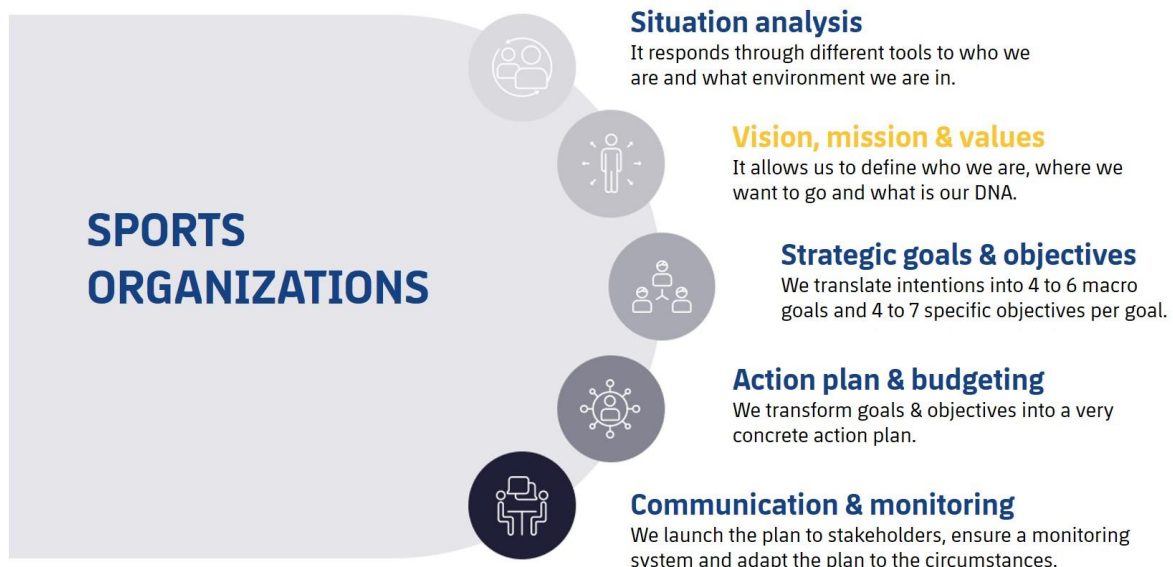 SPORTS
ORGANIZATIONS
Situation analysis
It responds through different tools to who we
are and what environment we are in.
Vision, mission & values
It allows us to define who we are, where we
want to go and what is our DNA.
Strategic goals & objectives
We translate intentions into 4 to 6 macro
goals and 4 to 7 specific objectives per goal.
Action plan & budgeting
We transform goals & objectives into a very
concrete action plan.
Communication & monitoring
We launch the plan to stakeholders, ensure a monitoring
system and adapt the plan to the circumstances.